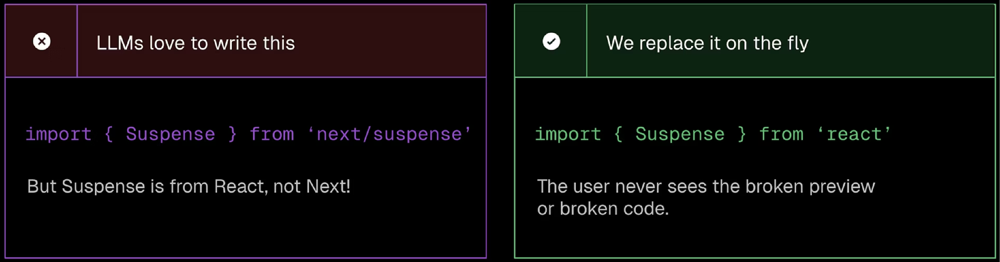 LLMs love to write this
import { Suspense } from ‘next/suspense’
But Suspense is from React, not Next!
We replace it on the fly
import { Suspense } from ‘react’
The user never sees the broken preview
or broken code.